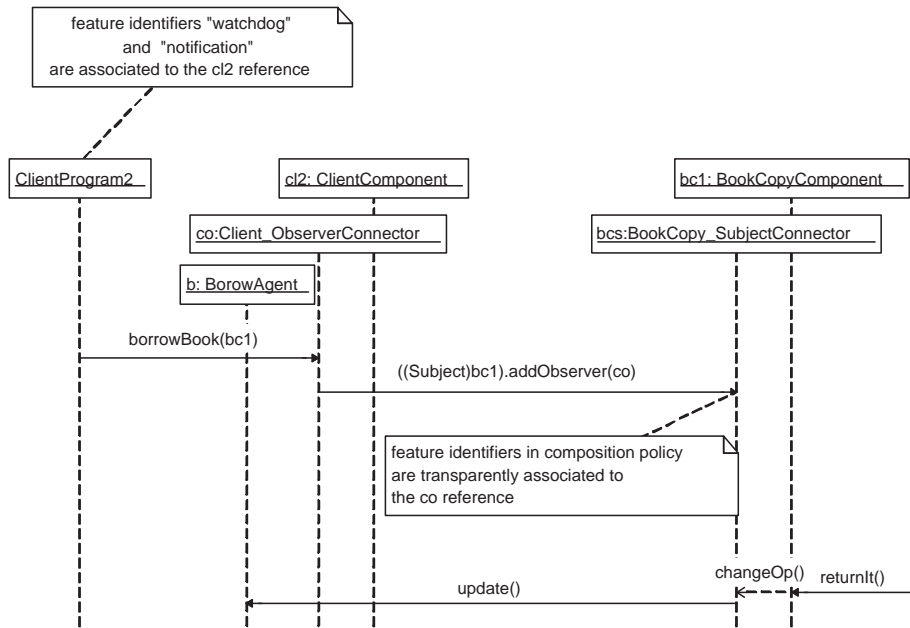 feature identifiers "watchdog"
and "notification"
are associated to the cl2 reference
ClientProgram2
cl2: ClientComponent
bc1: BookCopyComponent
co:Client_ObserverConnector
bcs:BookCopy_SubjectConnector
b: BorowAgent
borrowBook(bc1)
((Subject)bc1).addObserver(co)
feature identifiers in composition policy
are transparently associated to
the co reference
changeOp()
returnIt()
update()